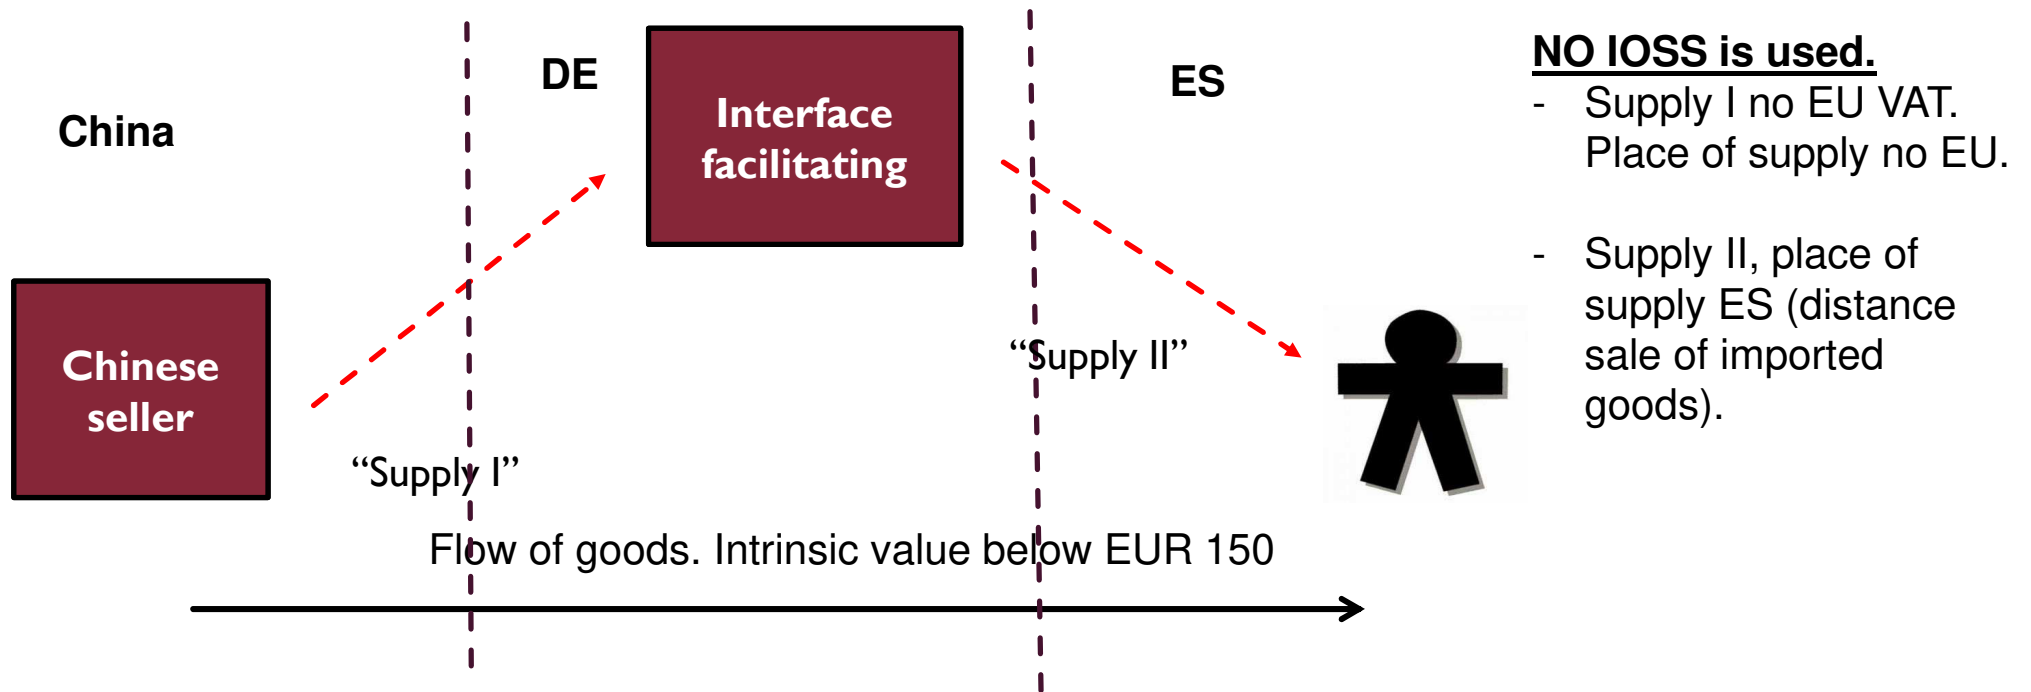 China
DE
Interface
facilitating
ES
Chinese
seller
“Supply I”
“Supply II”
Flow of goods. Intrinsic value below EUR 150
NO IOSS is used.
- Supply I no EU VAT.
Place of supply no EU.
- Supply II, place of
supply ES (distance
sale of imported
goods).